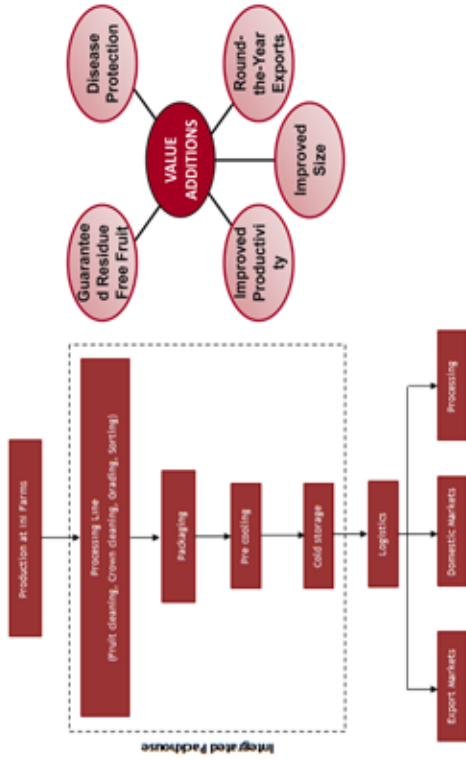 Production at Ini Farms
Processing Line
(Fruit cleaning, Crown cleaning, Grading, Sorting)
Packaging
Pre cooling
Cold storage
Integrated Packhouse
Logistics
Export Markets
Domestic Markets
Processing
VALUE
ADDITIONS
Guarantee
d Residue
Free Fruit
Disease
Protection
Improved
Productivi
ty
Improved
Size
Round-
the-Year
Exports